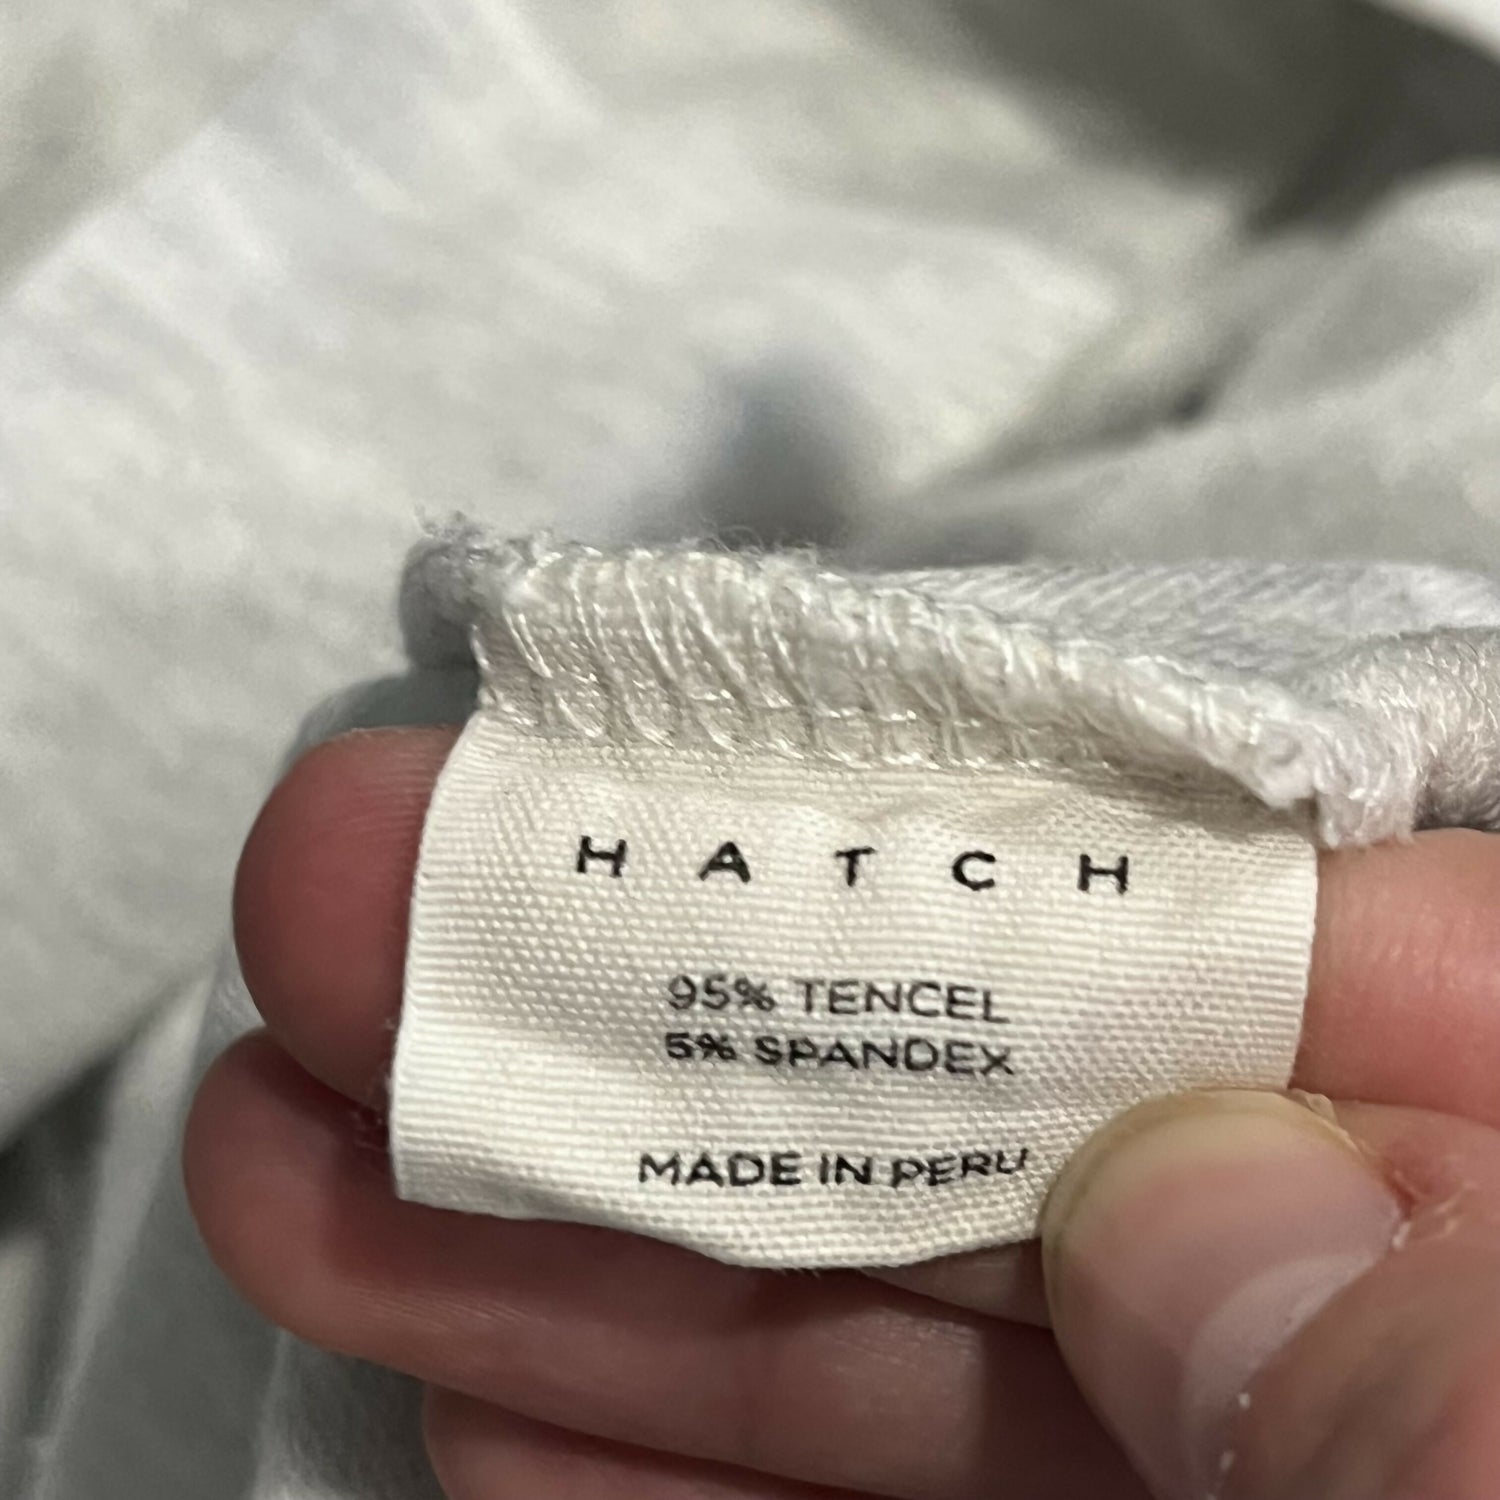 HATCH
95% TENCEL
5% SPANDEX
MADE IN PERU